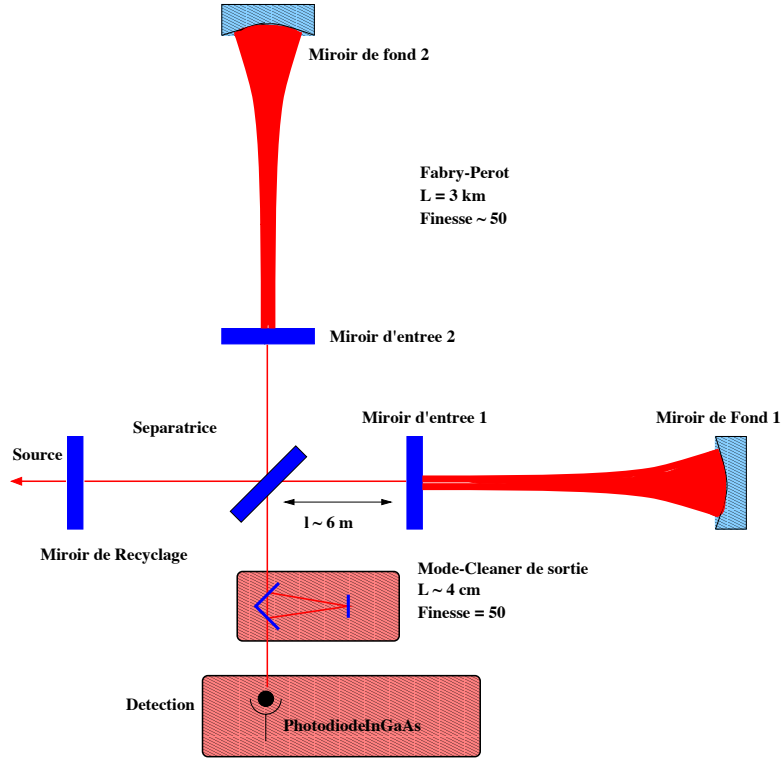 Miroir de fond 2
Fabry-Perot
L = 3 km
Finesse ~ 50
Miroir d'entree 2
Separatrice
Miroir d'entree 1
Miroir de Fond 1
Source
l ~ 6 m
Miroir de Recyclage
Mode-Cleaner de sortie
L ~ 4 cm
Finesse = 50
Detection
PhotodiodeInGaAs